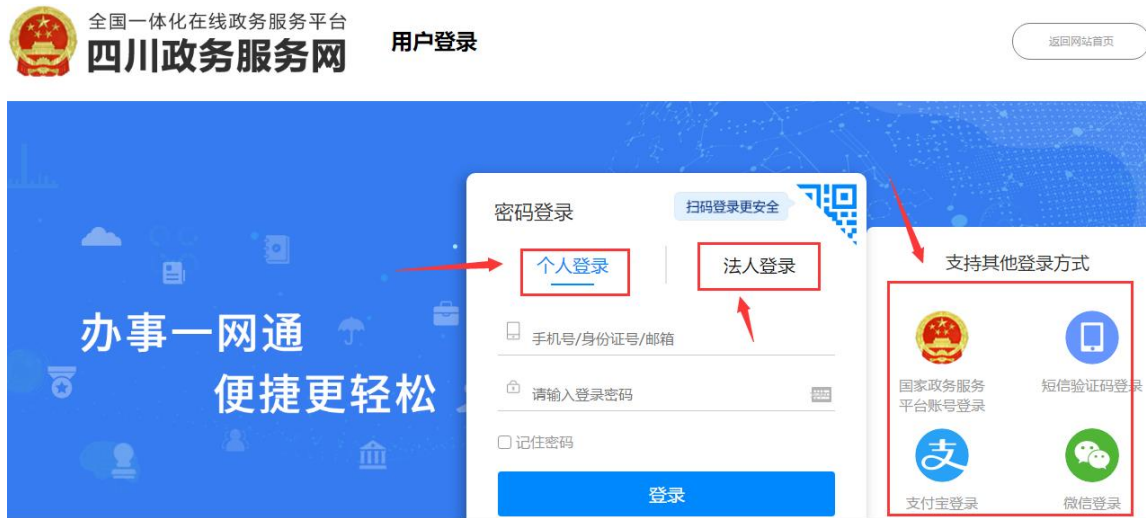 全国一体化在线政务服务平台
四川政务服务网
用户登录
返回网站首页
密码登录
扫码登录更安全
个人登录
法人登录
手机号/身份证号/邮箱
请输入登录密码
记住密码
登录
办事一网通
便捷更轻松
支持其他登录方式
国家政务服务
平台账号登录
短信验证码登录
支付宝登录
微信登录